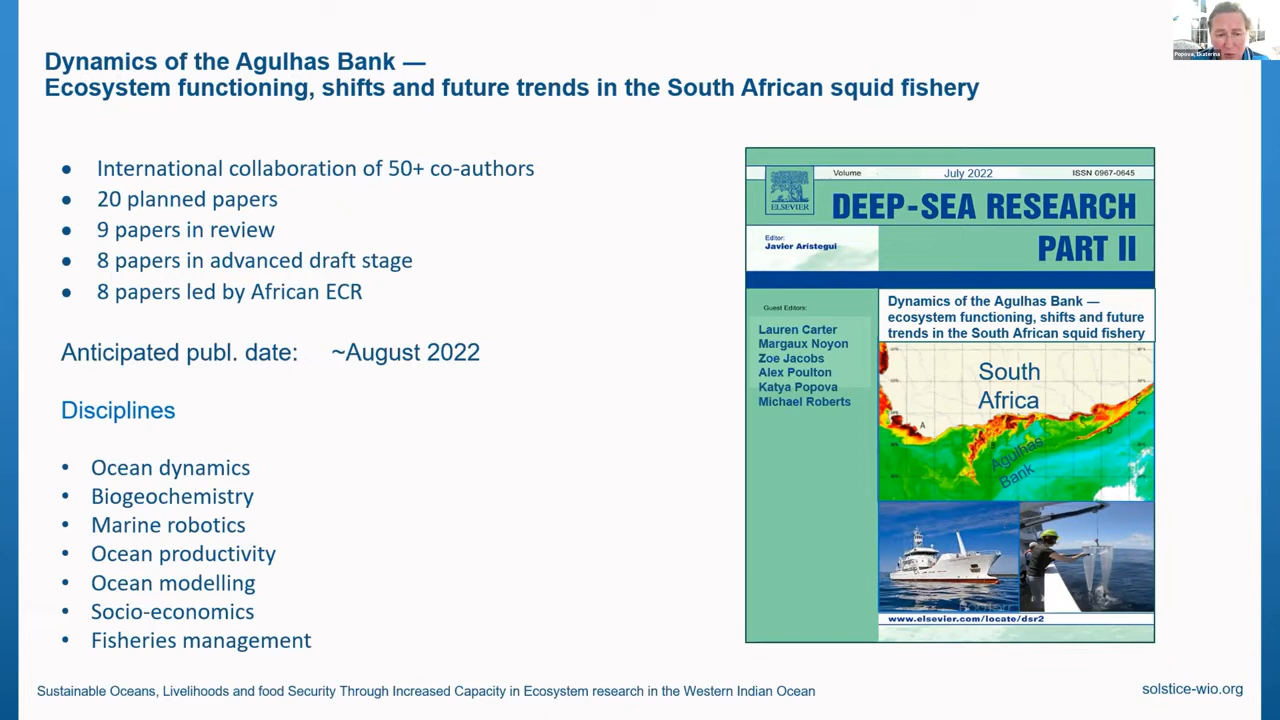 Popova, Ekaterina
Dynamics of the Agulhas Bank —
Ecosystem functioning, shifts and future trends in the South African squid fishery
• International collaboration of 50+ co-authors
• 20 planned papers
• 9 papers in review
• 8 papers in advanced draft stage
• 8 papers led by African ECR
Anticipated publ. date: ~August 2022
Disciplines
• Ocean dynamics
• Biogeochemistry
• Marine robotics
• Ocean productivity
• Ocean modelling
• Socio-economics
• Fisheries management
Volume July 2022 ISSN 0967-0645
ELSEVIER
DEEP-SEA RESEARCH
PART II
Editor:
Javier Arístegui
Guest Editors:
Lauren Carter
Margaux Noyon
Zoe Jacobs
Alex Poulton
Katya Popova
Michael Roberts
Dynamics of the Agulhas Bank —
ecosystem functioning, shifts and future
trends in the South African squid fishery
South
Africa
A
Agulhas
Bank
www.elsevier.com/locate/dsr2
Sustainable Oceans, Livelihoods and food Security Through Increased Capacity in Ecosystem research in the Western Indian Ocean
solstice-wio.org